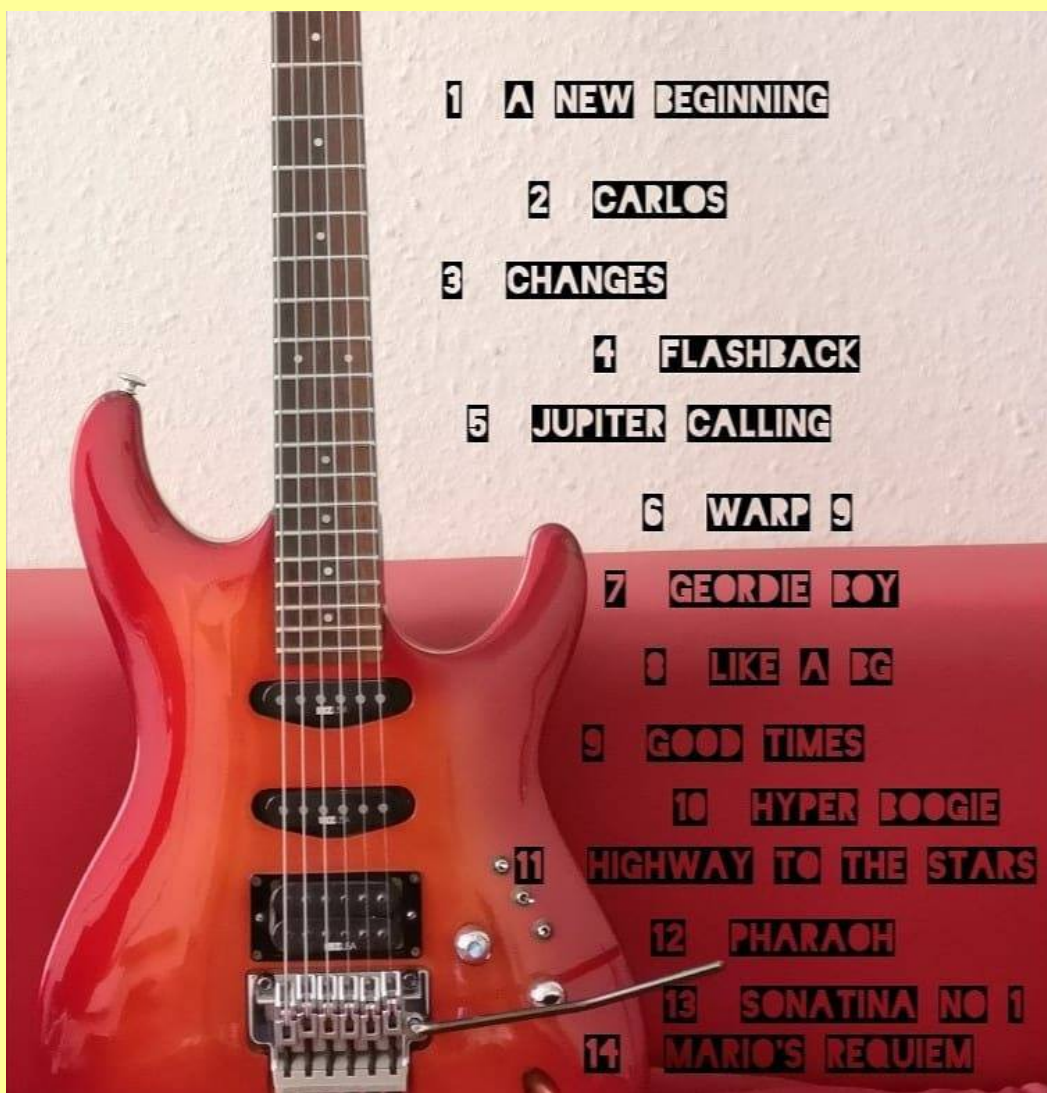 1 A NEW BEGINNING
2 CARLOS
3 CHANGES
4 FLASHBACK
5 JUPITER CALLING
6 WARP 9
7 GEORDIE BOY
8 LIKE A BG
9 GOOD TIMES
10 HYPER BOOGIE
11 HIGHWAY TO THE STARS
12 PHARAOH
13 SONATINA NO 1
14 MARIO'S REQUIEM